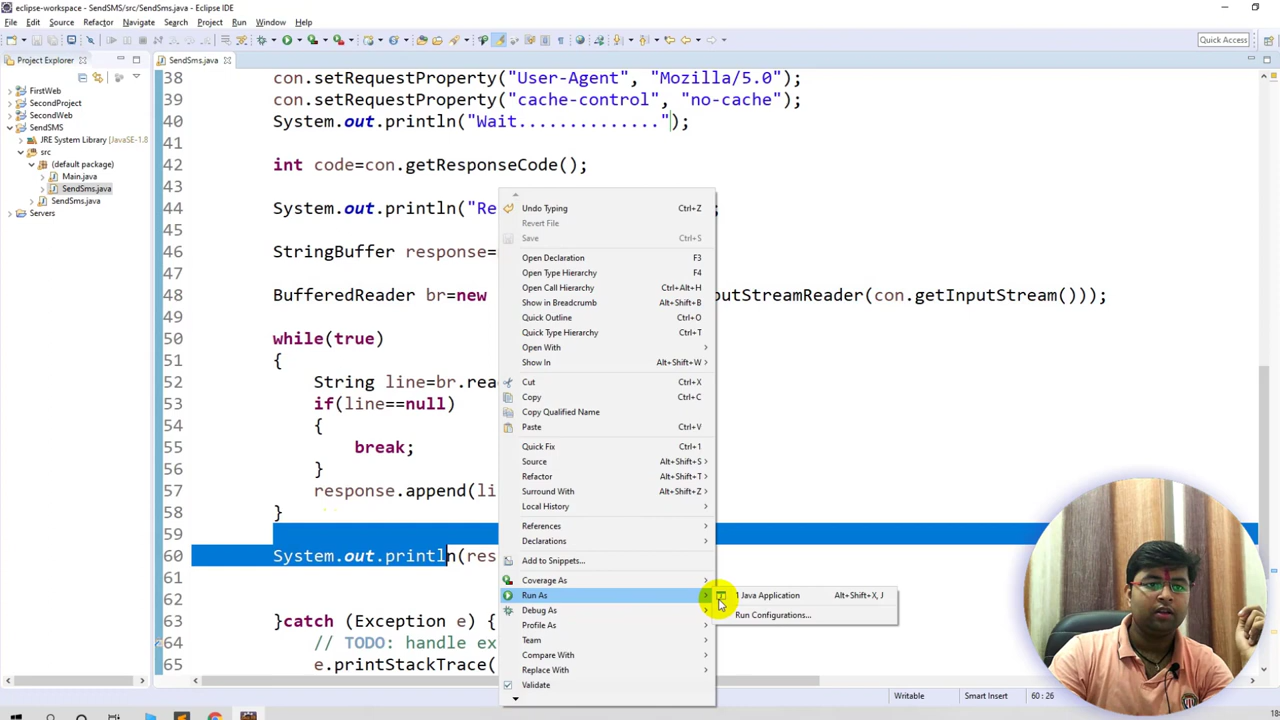 eclipse-workspace - SendSMS/src/SendSms.java - Eclipse IDE
File Edit Source Refactor Navigate Search Project Run Window Help
Quick Access
Project Explorer
SendSms.java
FirstWeb
SecondProject
SecondWeb
SendSMS
JRE System Library [JavaSE-1.8
src
(default package)
Main.java
SendSms.java
SendSms.java
Servers
38 con.setRequestProperty("User-Agent", "Mozilla/5.0");
39 con.setRequestProperty("cache-control", "no-cache");
40 System.out.println("Wait..............");
41
42 int code=con.getResponseCode();
43
44 System.out.println("Re ;
45
46 StringBuffer response=
47
48 BufferedReader br=new putStreamReader(con.getInputStream()));
49
50 while(true)
51 {
52 String line=br.rea
53 if(line==null)
54 {
55 break;
56 }
57 response.append(li
58 }
59
60 System.out.println(res
61
62
63 }catch (Exception e) {
64 // TODO: handle ex
65 e.printStackTrace(
Undo Typing Ctrl+Z
Revert File
Save Ctrl+S
Open Declaration F3
Open Type Hierarchy F4
Open Call Hierarchy Ctrl+Alt+H
Show in Breadcrumb Alt+Shift+B
Quick Outline Ctrl+O
Quick Type Hierarchy Ctrl+T
Open With
Show In Alt+Shift+W
Cut Ctrl+X
Copy Ctrl+C
Copy Qualified Name
Paste Ctrl+V
Quick Fix Ctrl+1
Source Alt+Shift+S
Refactor Alt+Shift+T
Surround With Alt+Shift+Z
Local History
References
Declarations
Add to Snippets...
Coverage As
Run As
Debug As
Profile As
Team
Compare With
Replace With
Validate
1 Java Application Alt+Shift+X, J
Run Configurations...
Writable Smart Insert 60 : 26